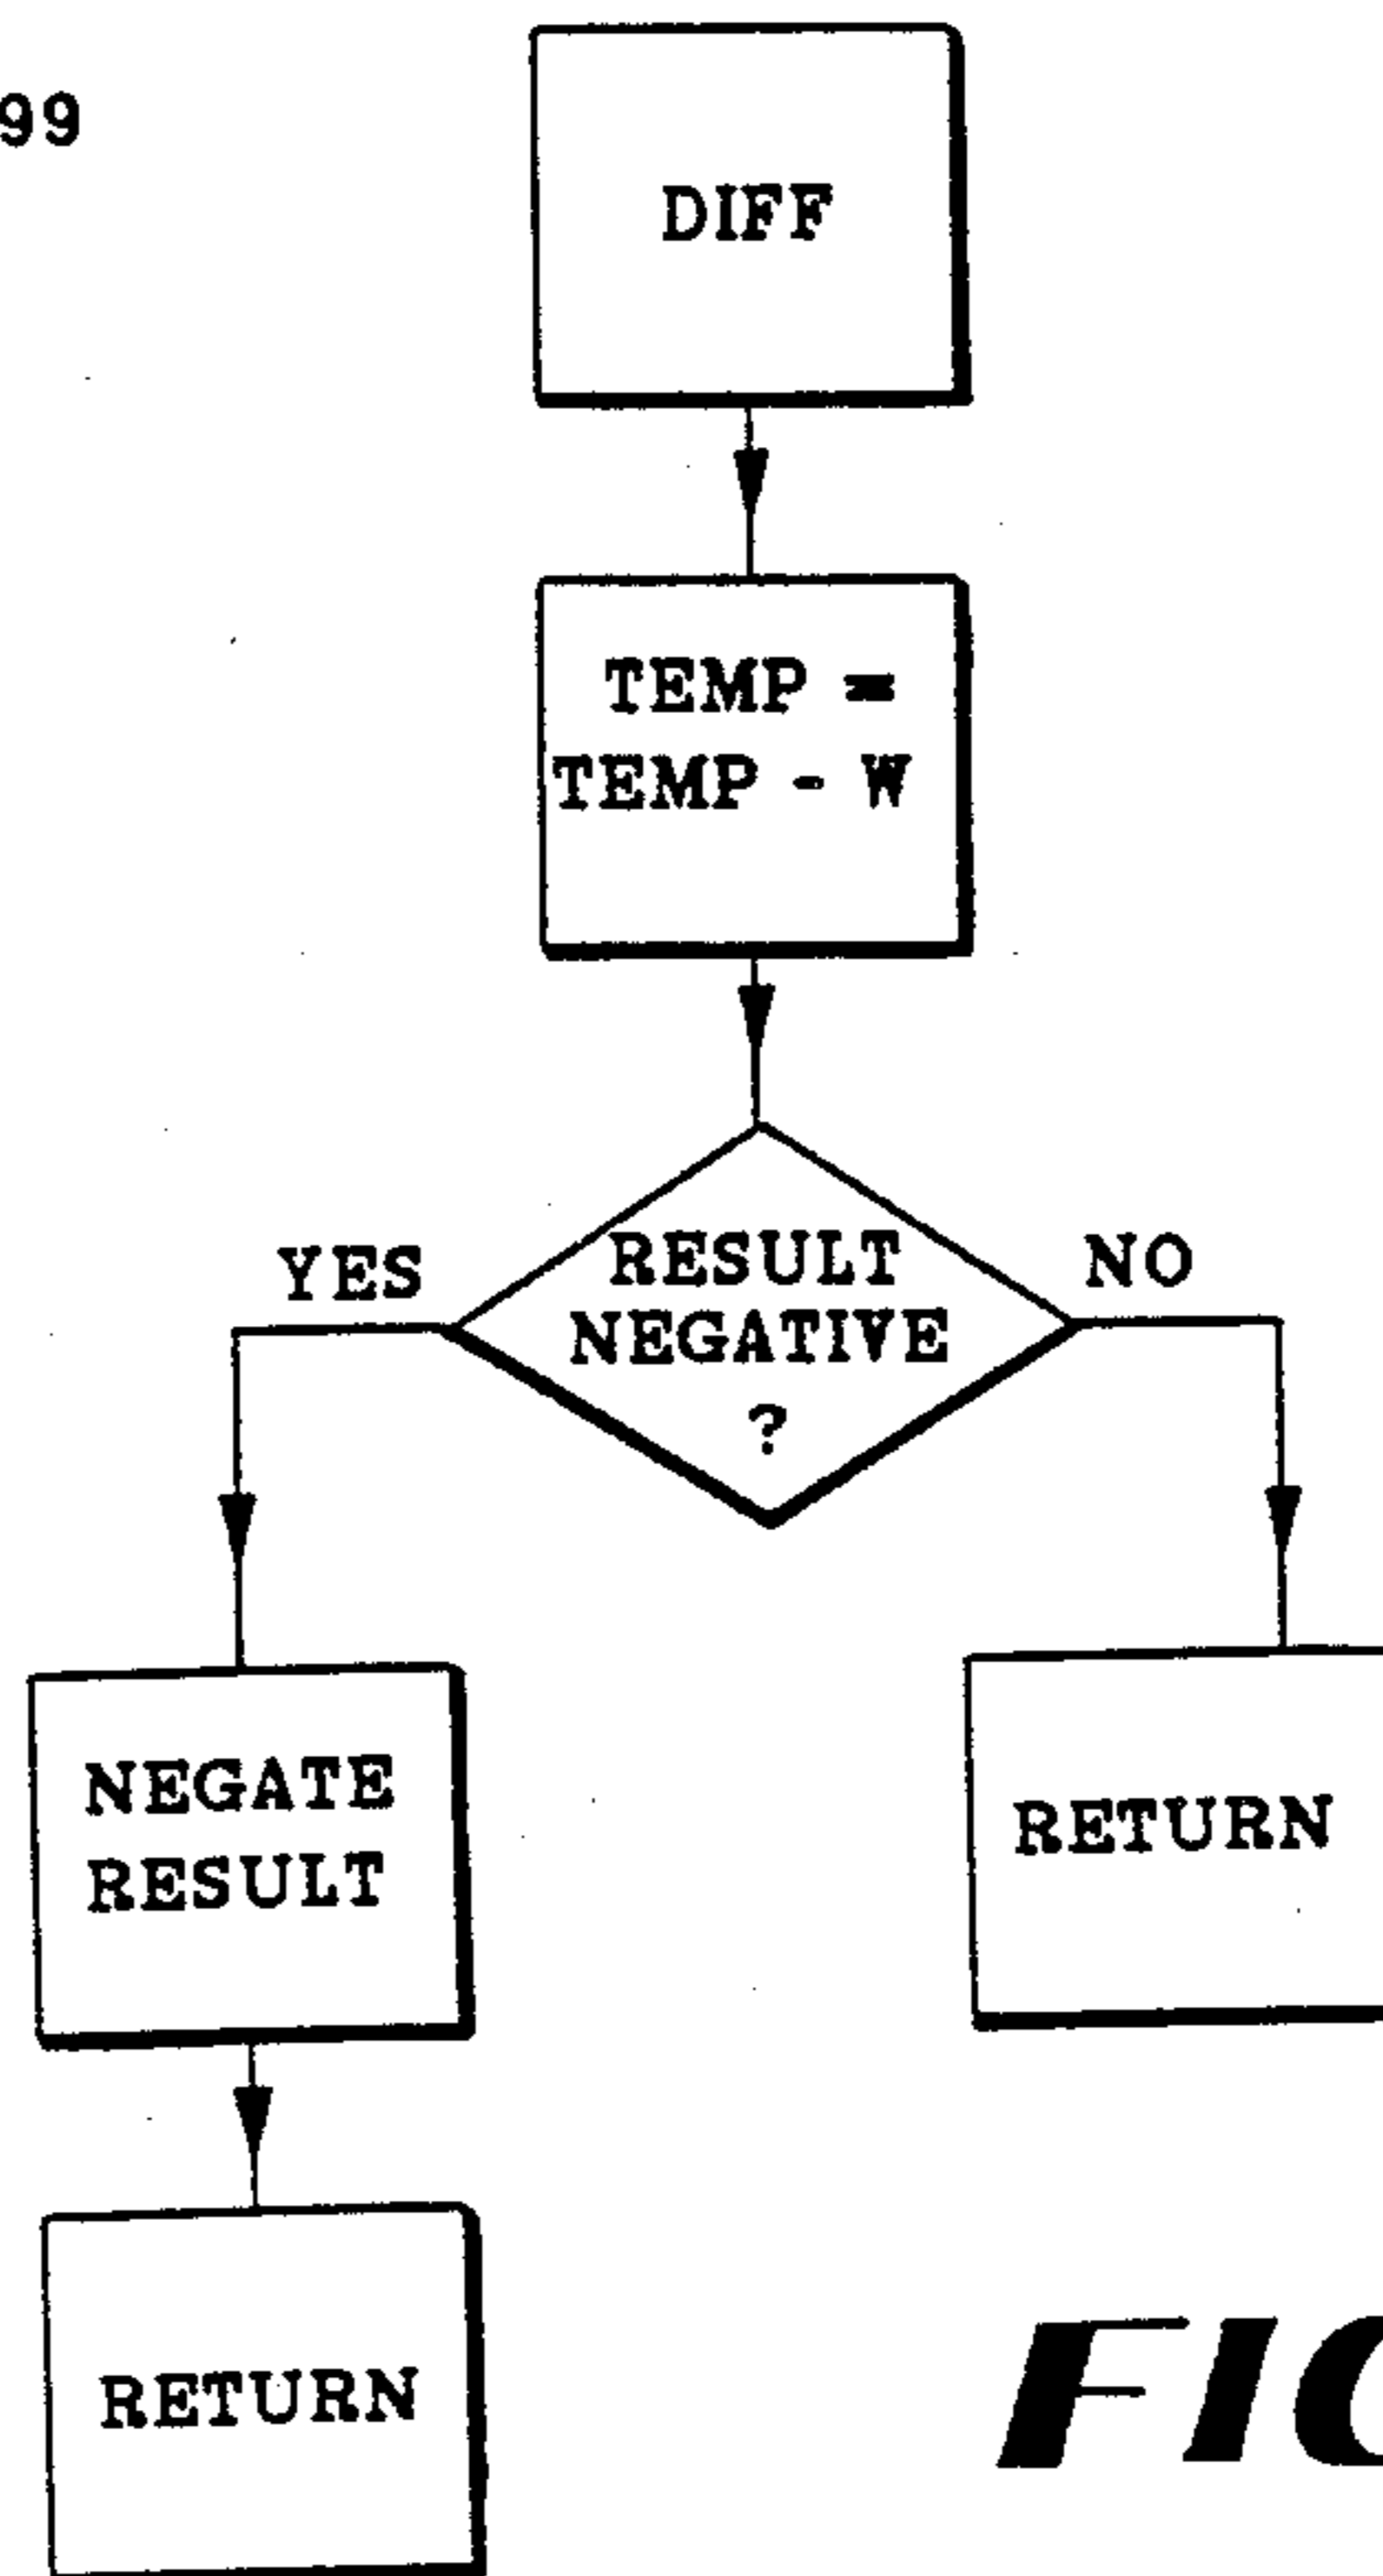 99
DIFF
TEMP =
TEMP - W
YES
RESULT
NEGATIVE
?
NO
NEGATE
RESULT
RETURN
RETURN